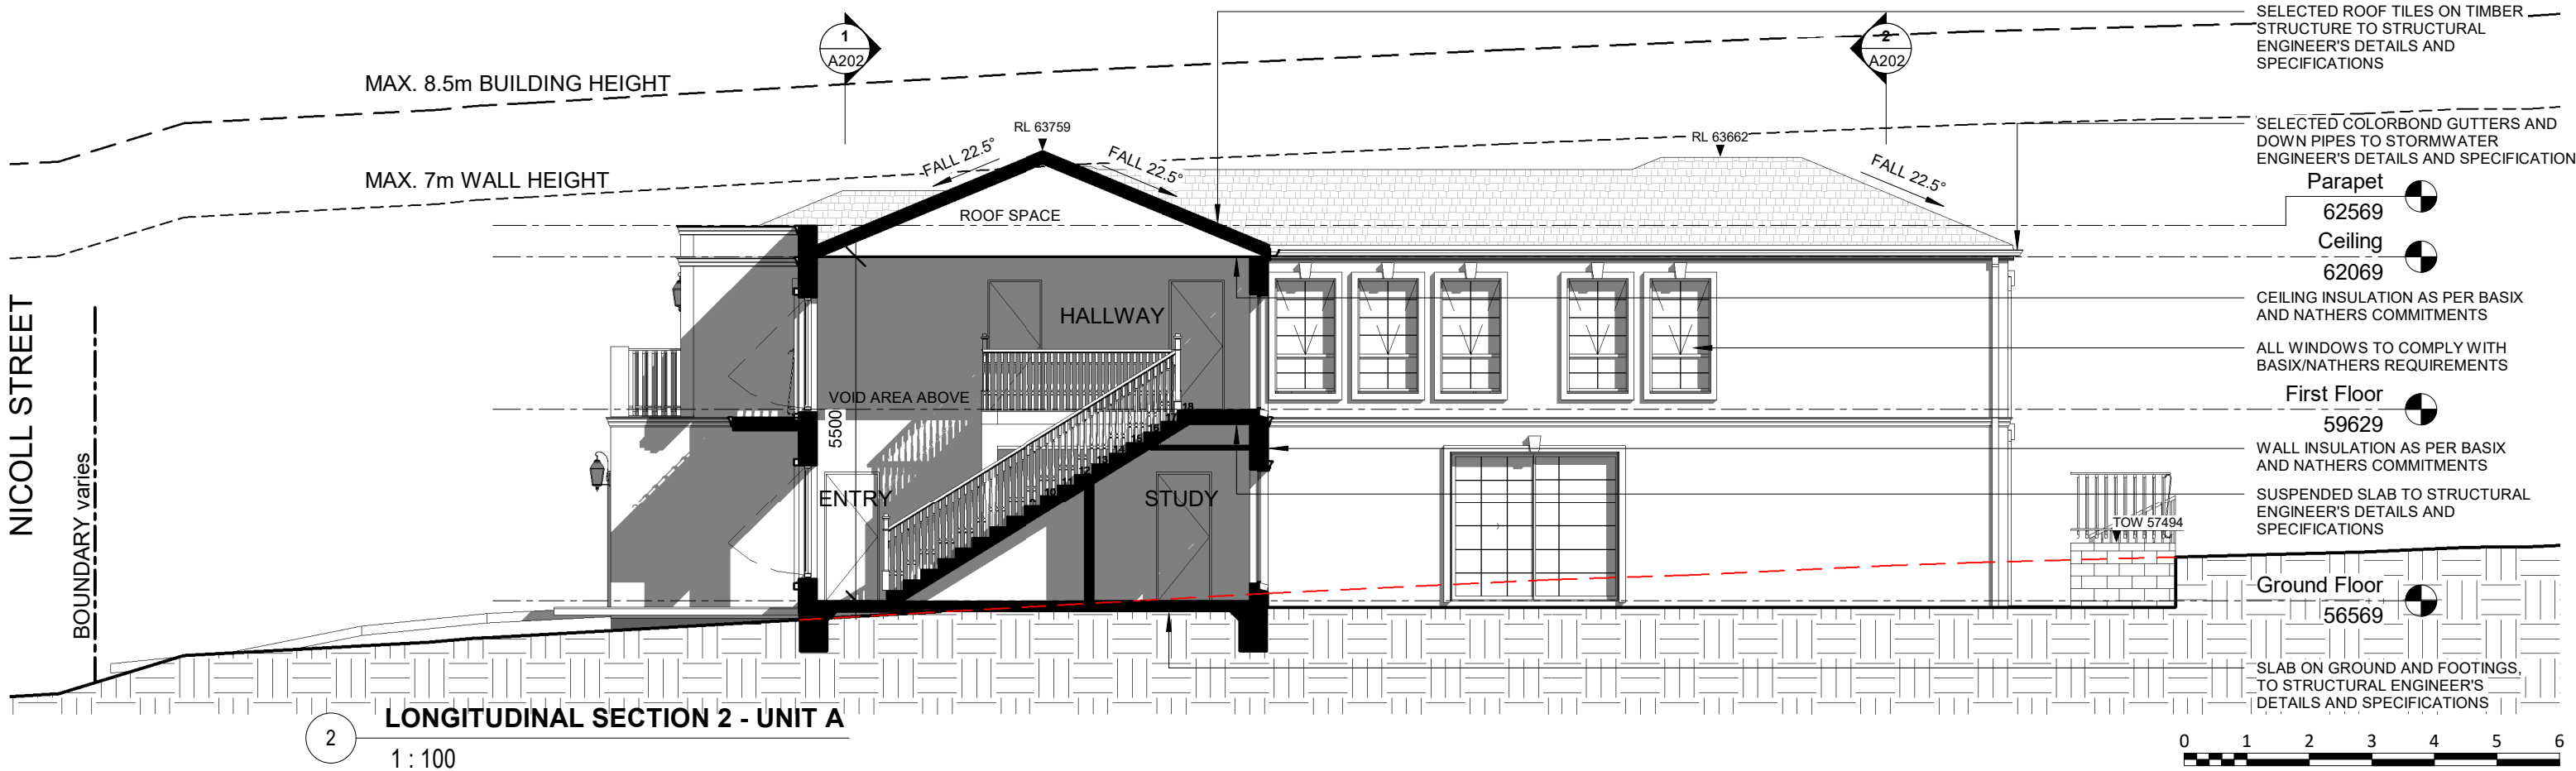 1
A202
2
A202
SELECTED ROOF TILES ON TIMBER
STRUCTURE TO STRUCTURAL
ENGINEER'S DETAILS AND
SPECIFICATIONS
MAX. 8.5m BUILDING HEIGHT
RL 63759
RL 63662
SELECTED COLORBOND GUTTERS AND
DOWN PIPES TO STORMWATER
ENGINEER'S DETAILS AND SPECIFICATION
FALL 22.5°
FALL 22.5°
FALL 22.5°
MAX. 7m WALL HEIGHT
Parapet
62569
ROOF SPACE
Ceiling
62069
CEILING INSULATION AS PER BASIX
AND NATHERS COMMITMENTS
HALLWAY
ALL WINDOWS TO COMPLY WITH
BASIX/NATHERS REQUIREMENTS
NICOLL STREET
VOID AREA ABOVE
5500
First Floor
59629
18
17
WALL INSULATION AS PER BASIX
AND NATHERS COMMITMENTS
BOUNDARY varies
ENTRY
STUDY
SUSPENDED SLAB TO STRUCTURAL
ENGINEER'S DETAILS AND
SPECIFICATIONS
TOW 57494
Ground Floor
56569
SLAB ON GROUND AND FOOTINGS,
TO STRUCTURAL ENGINEER'S
DETAILS AND SPECIFICATIONS
2
LONGITUDINAL SECTION 2 - UNIT A
1 : 100
0 1 2 3 4 5 6